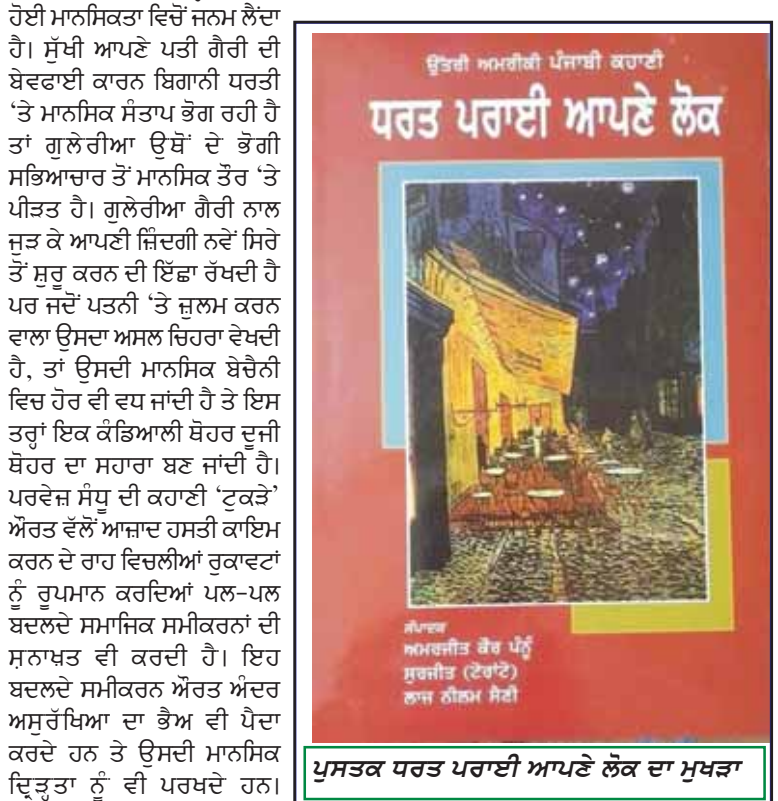 ਹੋਈ ਮਾਨਸਿਕਤਾ ਵਿਚੋਂ ਜਨਮ ਲੈਂਦਾ
ਹੈ। ਸੁੱਖੀ ਆਪਣੇ ਪਤੀ ਗੈਰੀ ਦੀ
ਬੇਵਫਾਈ ਕਾਰਨ ਬਿਗਾਨੀ ਧਰਤੀ
‘ਤੇ ਮਾਨਸਿਕ ਸੰਤਾਪ ਭੋਗ ਰਹੀ ਹੈ
ਤਾਂ ਗੁਲੇਰੀਆ ਉਥੋਂ ਦੇ ਭੋਗੀ
ਸਭਿਆਚਾਰ ਤੋਂ ਮਾਨਸਿਕ ਤੌਰ ‘ਤੇ
ਪੀੜਤ ਹੈ। ਗੁਲੇਰੀਆ ਗੈਰੀ ਨਾਲ
ਜੁੜ ਕੇ ਆਪਣੀ ਜ਼ਿੰਦਗੀ ਨਵੇਂ ਸਿਰੇ
ਤੋਂ ਸ਼ੁਰੂ ਕਰਨ ਦੀ ਇੱਛਾ ਰੱਖਦੀ ਹੈ
ਪਰ ਜਦੋਂ ਪਤਨੀ ‘ਤੇ ਜ਼ੁਲਮ ਕਰਨ
ਵਾਲਾ ਉਸਦਾ ਅਸਲ ਚਿਹਰਾ ਵੇਖਦੀ
ਹੈ, ਤਾਂ ਉਸਦੀ ਮਾਨਸਿਕ ਬੇਚੈਨੀ
ਵਿਚ ਹੋਰ ਵੀ ਵਧ ਜਾਂਦੀ ਹੈ ਤੇ ਇਸ
ਤਰ੍ਹਾਂ ਇਕ ਕੰਡਿਆਲੀ ਥੋਹਰ ਦੂਜੀ
ਥੋਹਰ ਦਾ ਸਹਾਰਾ ਬਣ ਜਾਂਦੀ ਹੈ।
ਪਰਵੇਜ਼ ਸੰਧੂ ਦੀ ਕਹਾਣੀ ‘ਟੁਕੜੇ’
ਔਰਤ ਵੱਲੋਂ ਆਜ਼ਾਦ ਹਸਤੀ ਕਾਇਮ
ਕਰਨ ਦੇ ਰਾਹ ਵਿਚਲੀਆਂ ਰੁਕਾਵਟਾਂ
ਨੂੰ ਰੂਪਮਾਨ ਕਰਦਿਆਂ ਪਲ-ਪਲ
ਬਦਲਦੇ ਸਮਾਜਿਕ ਸਮੀਕਰਨਾਂ ਦੀ
ਸ਼ਨਾਖ਼ਤ ਵੀ ਕਰਦੀ ਹੈ। ਇਹ
ਬਦਲਦੇ ਸਮੀਕਰਨ ਔਰਤ ਅੰਦਰ
ਅਸੁਰੱਖਿਆ ਦਾ ਭੈਅ ਵੀ ਪੈਦਾ
ਕਰਦੇ ਹਨ ਤੇ ਉਸਦੀ ਮਾਨਸਿਕ
ਦ੍ਰਿੜ੍ਹਤਾ ਨੂੰ ਵੀ ਪਰਖਦੇ ਹਨ।
ਉੱਤਰੀ ਅਮਰੀਕੀ ਪੰਜਾਬੀ ਕਹਾਣੀ
ਧਰਤ ਪਰਾਈ ਆਪਣੇ ਲੋਕ
ਸੰਪਾਦਕ
ਅਮਰਜੀਤ ਕੌਰ ਪੰਨੂੰ
ਸੁਰਜੀਤ (ਟੋਰਾਂਟੋ)
ਲਾਜ ਨੀਲਮ ਸੈਣੀ
ਪੁਸਤਕ ਧਰਤ ਪਰਾਈ ਆਪਣੇ ਲੋਕ ਦਾ ਮੁਖੜਾ